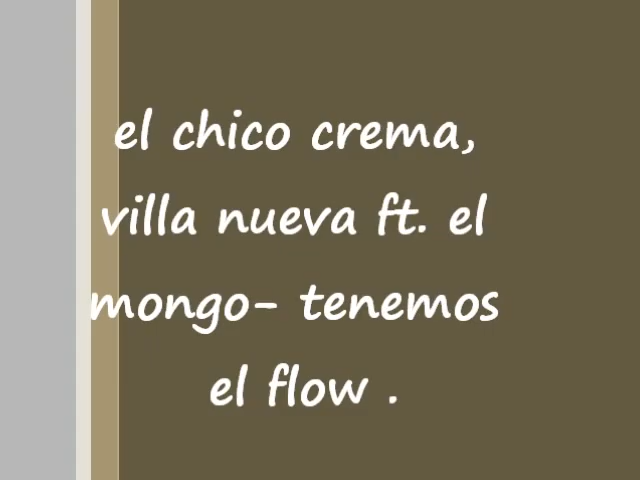 el chico crema,
villa nueva ft. el
mongo- tenemos
el flow .